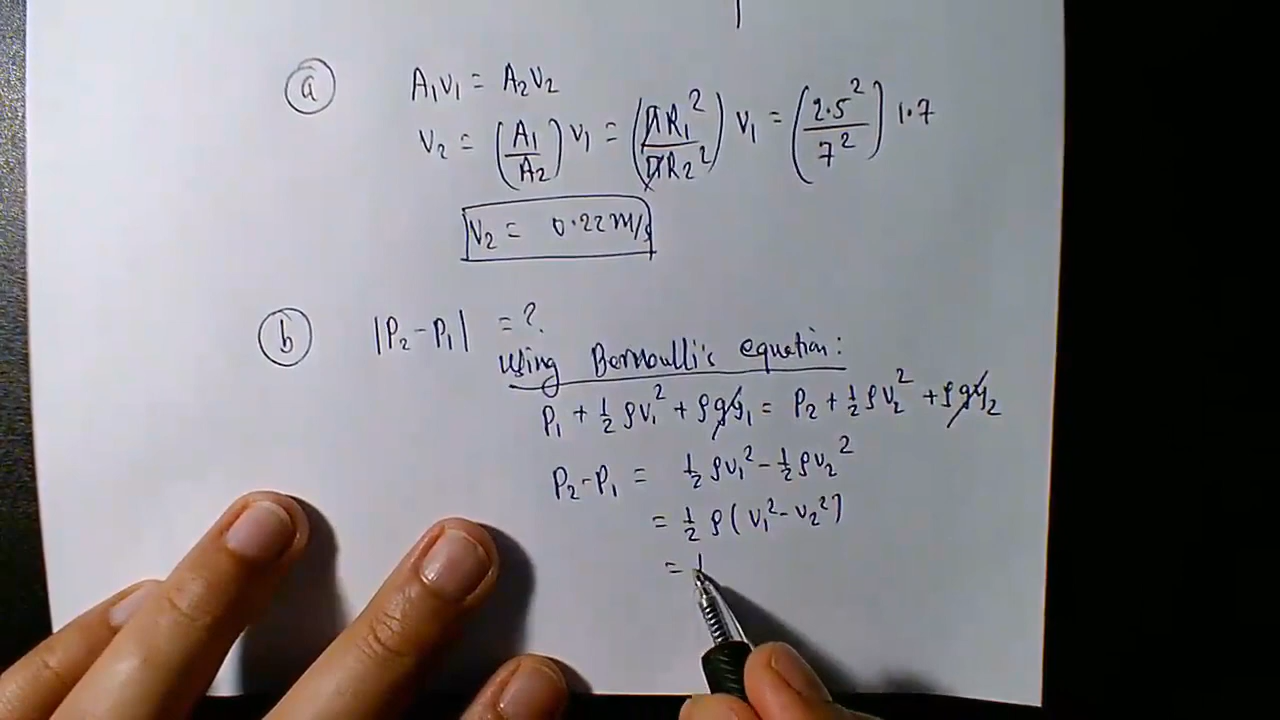 a
A₁v₁ = A₂v₂
v₂ = (A₁/A₂) v₁ = (πR₁²/πR₂²) v₁ = (2.5²/7²) 1.7
v₂ = 0.22 m/s
b |P₂-P₁| = ?
Using Bernoulli's equation:
P₁ + ½ρv₁² + ρgy₁ = P₂ + ½ρv₂² + ρgy₂
P₂-P₁ = ½ρv₁² - ½ρv₂²
= ½ρ(v₁² - v₂²)
= 1